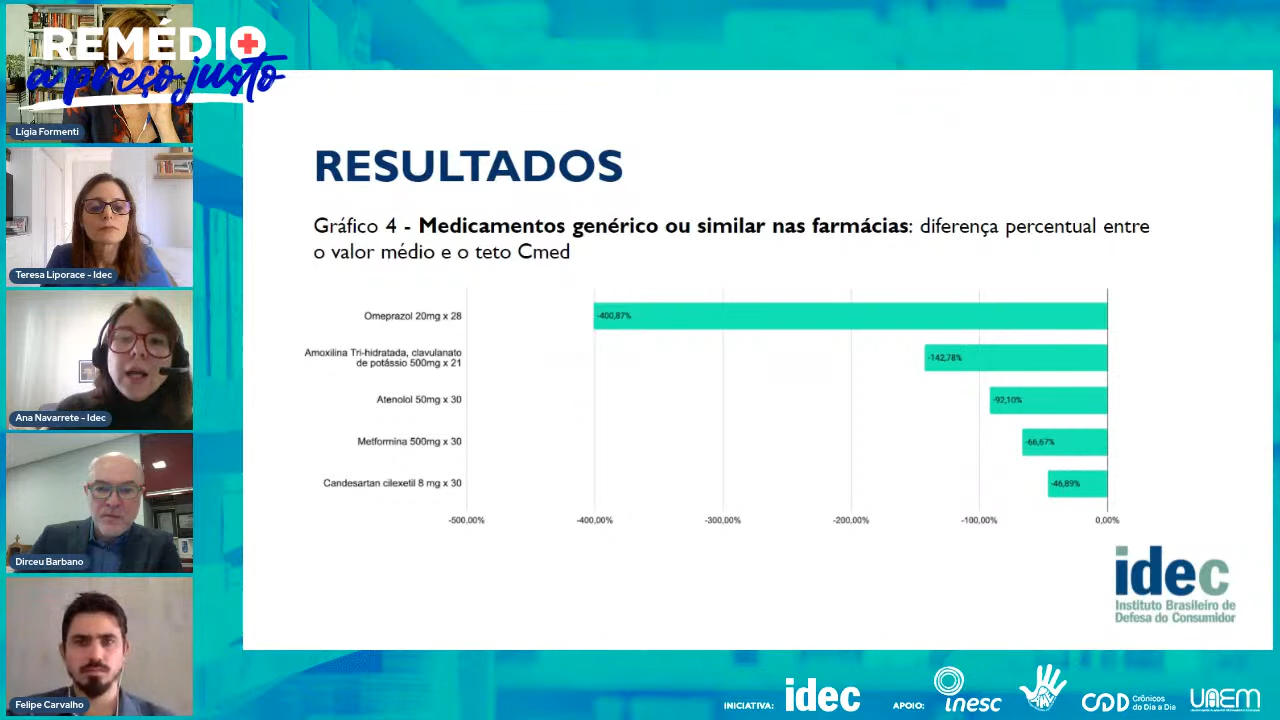 REMÉDIO
a preço justo
Lígia Formenti
Teresa Liporace - Idec
Ana Navarrete - Idec
Dirceu Barbano
Felipe Carvalho
RESULTADOS
Gráfico 4 - Medicamentos genérico ou similar nas farmácias: diferença percentual entre
o valor médio e o teto Cmed
Omeprazol 20mg x 28
-400,87%
Amoxilina Tri-hidratada, clavulanato
de potássio 500mg x 21
-142,78%
Atenolol 50mg x 30
-92,10%
Metformina 500mg x 30
-66,67%
Candesartan cilexetil 8 mg x 30
-46,89%
-500,00%
-400,00%
-300,00%
-200,00%
-100,00%
0,00%
idec
Instituto Brasileiro de
Defesa do Consumidor
INICIATIVA:
idec
APOIO:
inesc
Crônicos
do Dia a Dia
UAEM